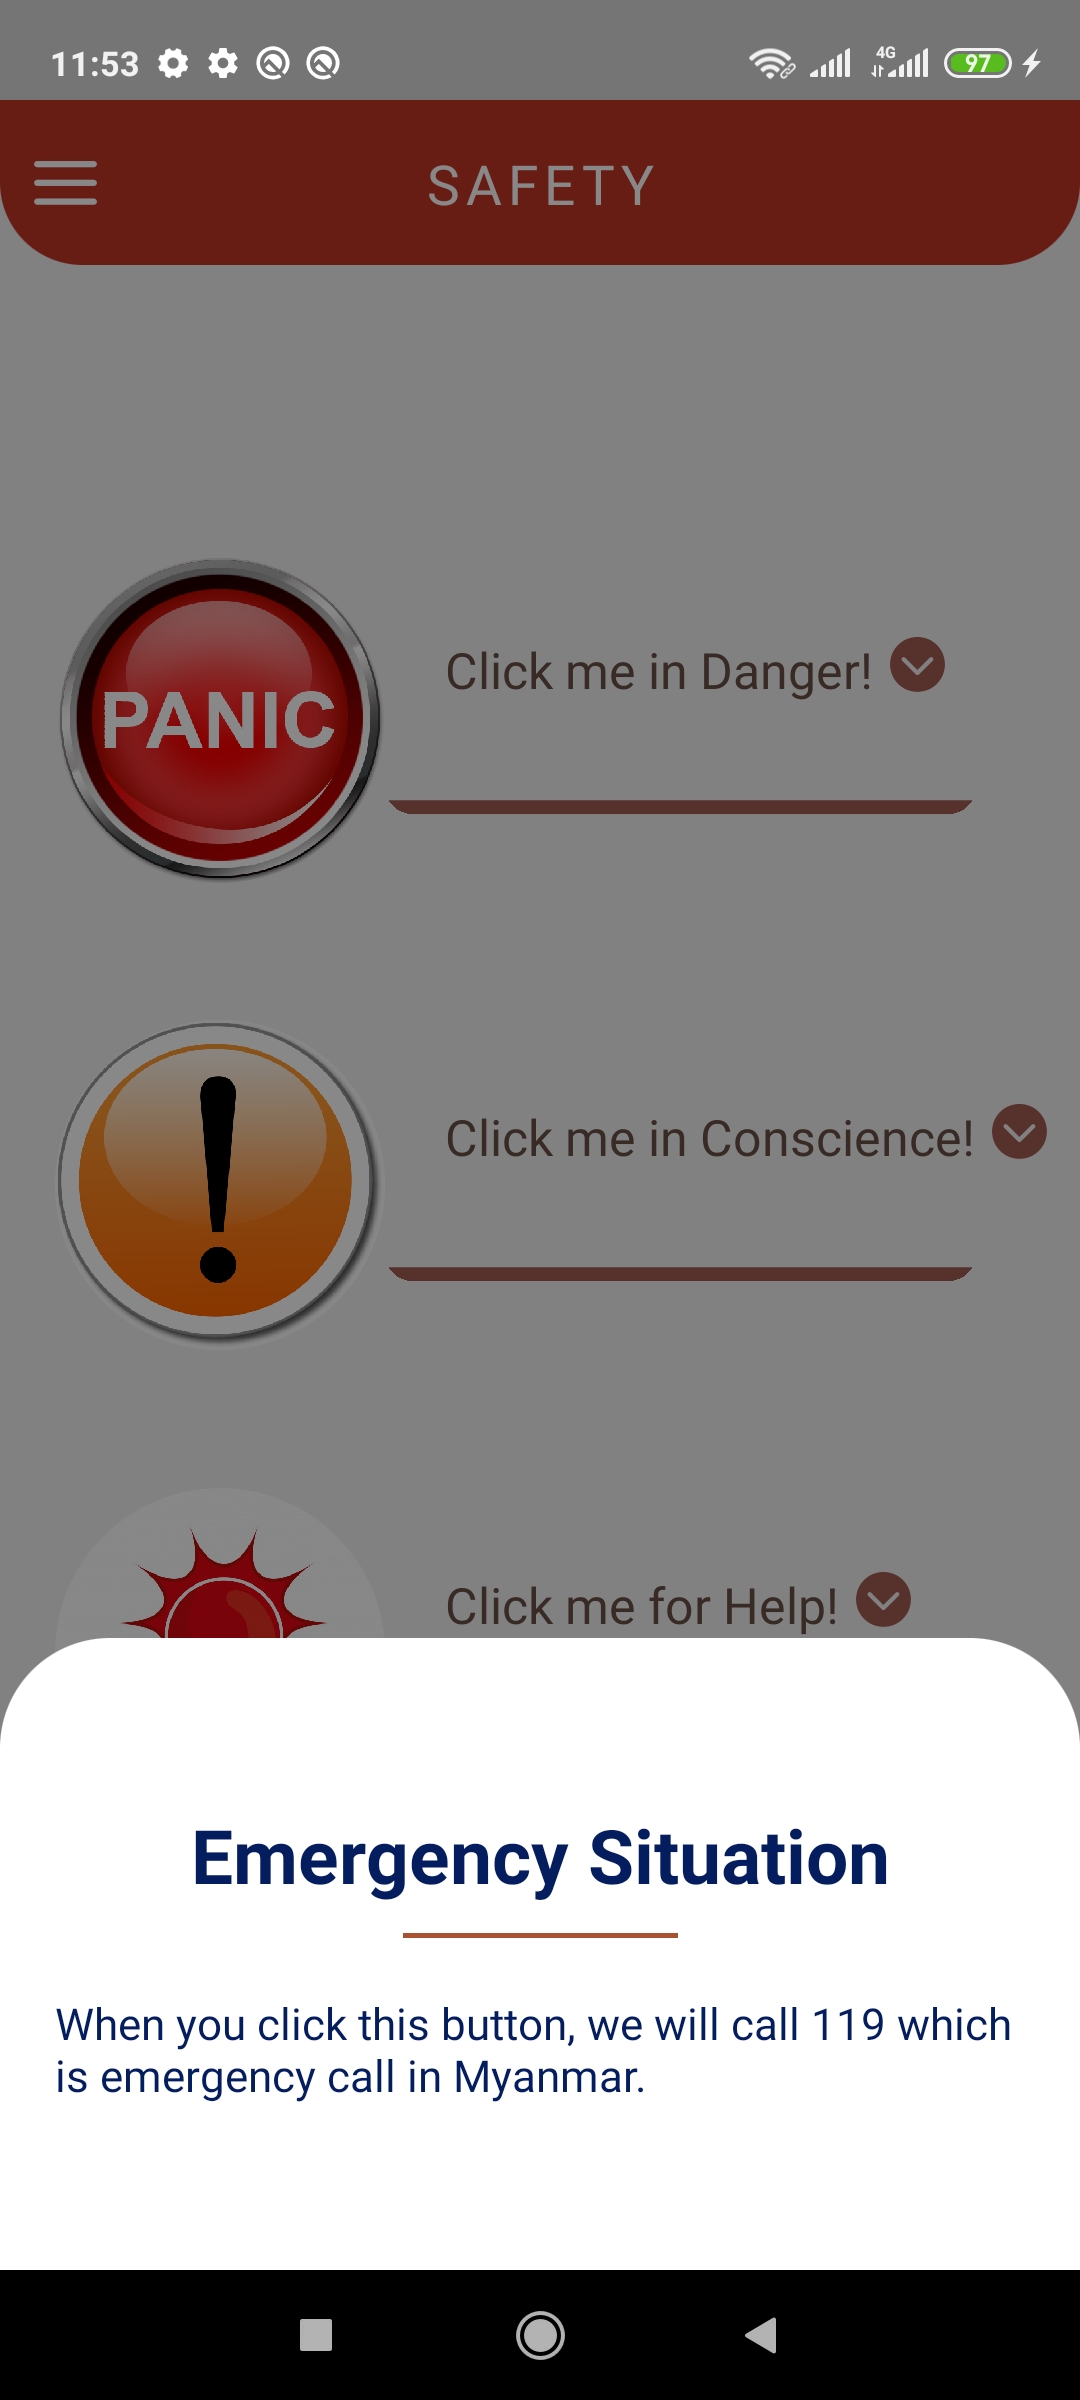 11:53
4G
97
SAFETY
PANIC
Click me in Danger!
Click me in Conscience!
Click me for Help!
Emergency Situation
When you click this button, we will call 119 which
is emergency call in Myanmar.